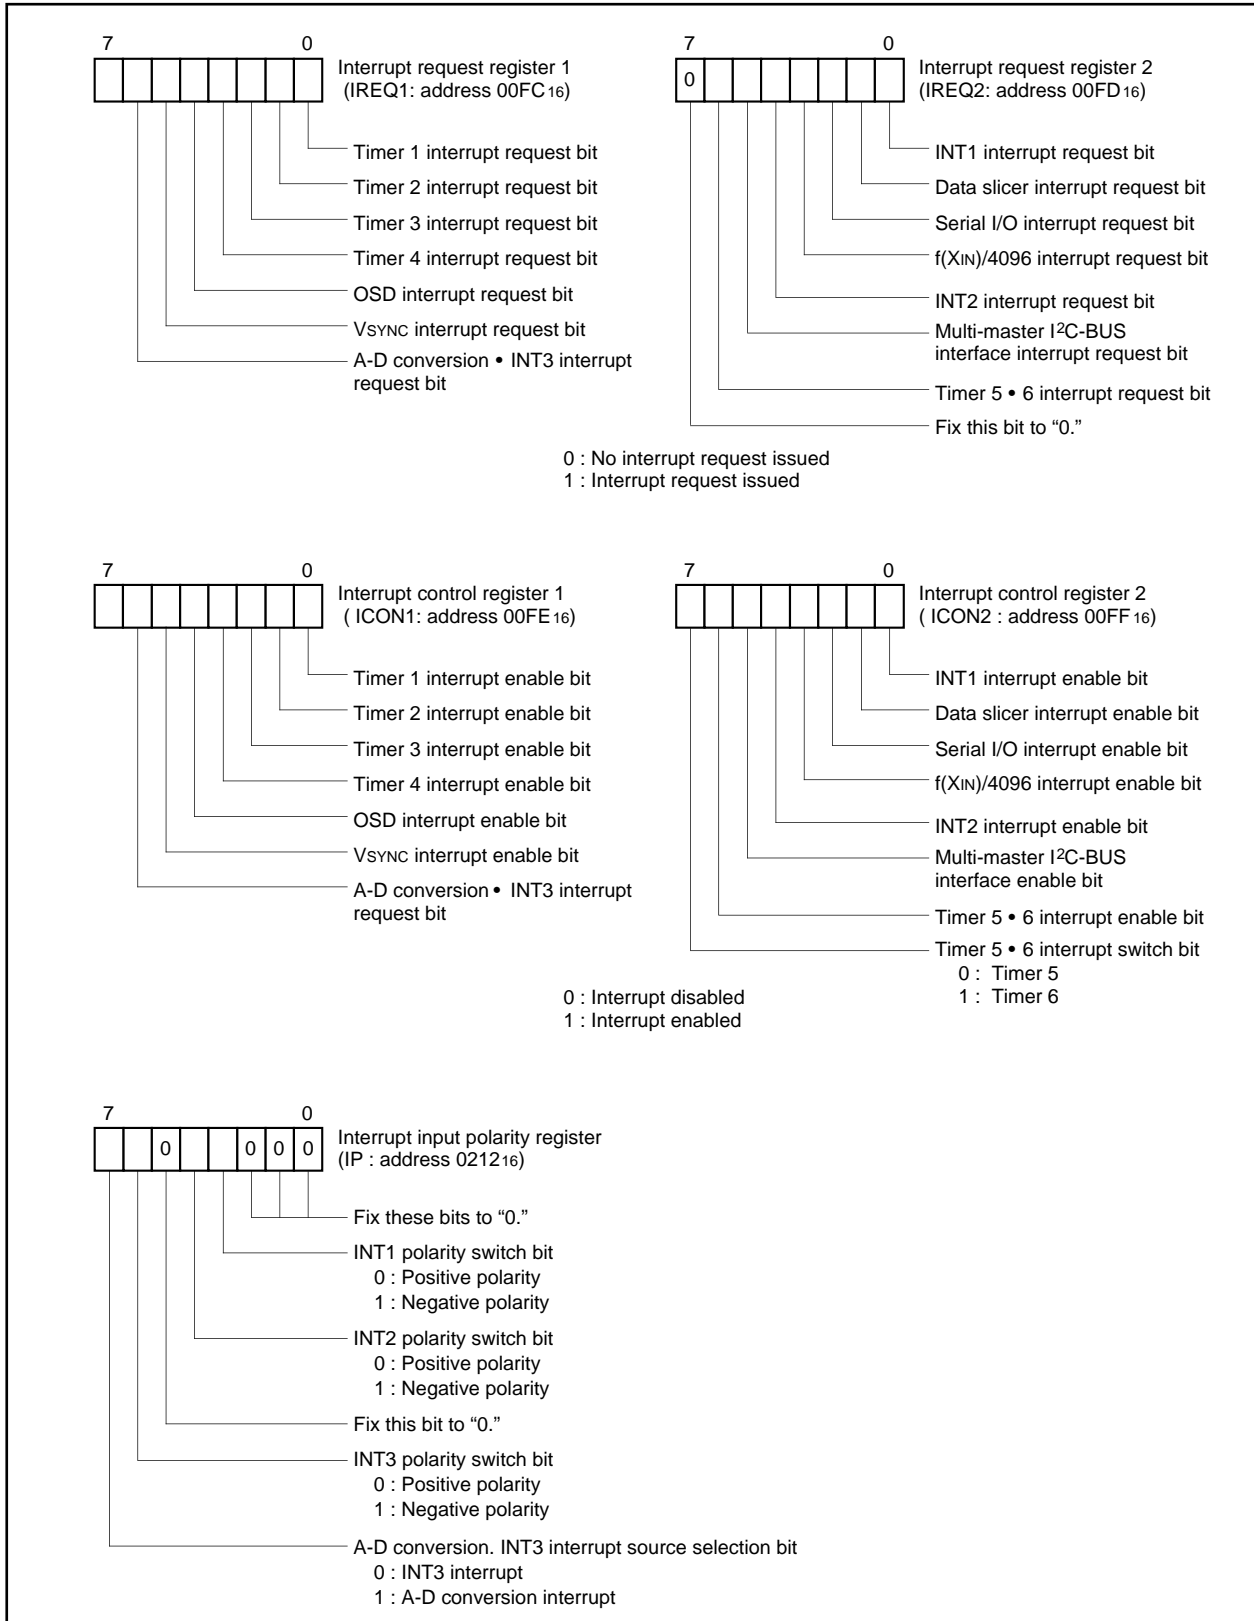 7 0
Interrupt request register 1
(IREQ1: address 00FC16)
Timer 1 interrupt request bit
Timer 2 interrupt request bit
Timer 3 interrupt request bit
Timer 4 interrupt request bit
OSD interrupt request bit
VSYNC interrupt request bit
A-D conversion • INT3 interrupt
request bit
7 0
0
Interrupt request register 2
(IREQ2: address 00FD16)
INT1 interrupt request bit
Data slicer interrupt request bit
Serial I/O interrupt request bit
f(XIN)/4096 interrupt request bit
INT2 interrupt request bit
Multi-master I2C-BUS
interface interrupt request bit
Timer 5 • 6 interrupt request bit
Fix this bit to “0.”
0 : No interrupt request issued
1 : Interrupt request issued
7 0
Interrupt control register 1
( ICON1: address 00FE16)
Timer 1 interrupt enable bit
Timer 2 interrupt enable bit
Timer 3 interrupt enable bit
Timer 4 interrupt enable bit
OSD interrupt enable bit
VSYNC interrupt enable bit
A-D conversion • INT3 interrupt
request bit
7 0
Interrupt control register 2
( ICON2 : address 00FF16)
INT1 interrupt enable bit
Data slicer interrupt enable bit
Serial I/O interrupt enable bit
f(XIN)/4096 interrupt enable bit
INT2 interrupt enable bit
Multi-master I2C-BUS
interface enable bit
Timer 5 • 6 interrupt enable bit
Timer 5 • 6 interrupt switch bit
0 : Timer 5
1 : Timer 6
0 : Interrupt disabled
1 : Interrupt enabled
7 0
0 0 0 0
Interrupt input polarity register
(IP : address 021216)
Fix these bits to “0.”
INT1 polarity switch bit
0 : Positive polarity
1 : Negative polarity
INT2 polarity switch bit
0 : Positive polarity
1 : Negative polarity
Fix this bit to “0.”
INT3 polarity switch bit
0 : Positive polarity
1 : Negative polarity
A-D conversion. INT3 interrupt source selection bit
0 : INT3 interrupt
1 : A-D conversion interrupt